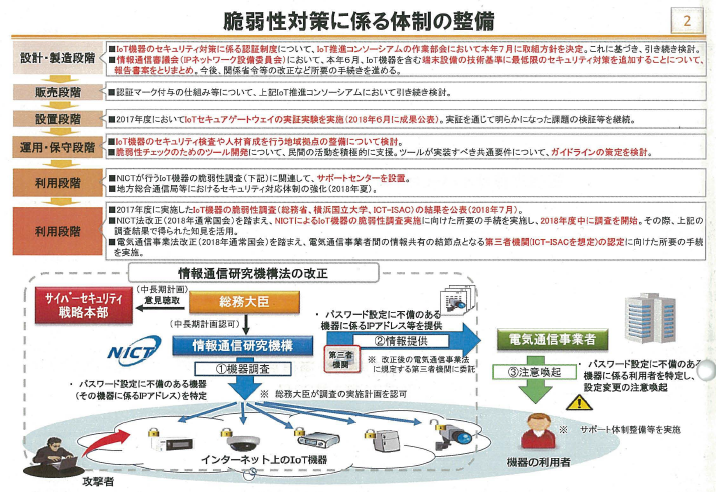 脆弱性対策に係る体制の整備
2
設計・製造段階
■IoT機器のセキュリティ対策に係る認証制度について、IoT推進コンソーシアムの作業部会において本年7月に取組方針を決定。これに基づき、引き続き検討。
■情報通信審議会(IPネットワーク設備委員会)において、本年6月、IoT機器を含む端末設備の技術基準に最低限のセキュリティ対策を追加することについて、
報告書案をとりまとめ。今後、関係省令等の改正など所要の手続きを進める。
販売段階
■認証マーク付与の仕組み等について、上記IoT推進コンソーシアムにおいて引き続き検討。
設置段階
■2017年度においてIoTセキュアゲートウェイの実証実験を実施(2018年6月に成果公表)。実証を通じて明らかになった課題の検証等を継続。
運用・保守段階
■IoT機器のセキュリティ検査や人材育成を行う地域拠点の整備について検討。
■脆弱性チェックのためのツール開発について、民間の活動を積極的に支援。ツールが実装すべき共通要件について、ガイドラインの策定を検討。
利用段階
■NICTが行うIoT機器の脆弱性調査(下記)に関連して、サポートセンターを設置。
■地方総合通信局等におけるセキュリティ対応体制の強化(2018年夏)。
利用段階
■2017年度に実施したIoT機器の脆弱性調査(総務省、横浜国立大学、ICT-ISAC)の結果を公表(2018年7月)。
■NICT法改正(2018年通常国会)を踏まえ、NICTによるIoT機器の脆弱性調査実施に向けた所要の手続を実施し、2018年度中に調査を開始。その際、上記の
調査結果で得られた知見を活用。
■電気通信事業法改正(2018年通常国会)を踏まえ、電気通信事業者間の情報共有の結節点となる第三者機関(ICT-ISACを想定)の認定に向けた所要の手続
を実施。
情報通信研究機構法の改正
サイバーセキュリティ
戦略本部
(中長期計画)
意見聴取
総務大臣
(中長期計画認可)
NICT
情報通信研究機構
①機器調査
・パスワード設定に不備のある機器
(その機器に係るIPアドレス)を特定
※ 総務大臣が調査の実施計画を認可
・パスワード設定に不備のある
機器に係るIPアドレス等を提供
②情報提供
第三者
機関
※ 改正後の電気通信事業法
に規定する第三者機関に委託
電気通信事業者
③注意喚起
・パスワード設定に不備のある
機器に係る利用者を特定し、
設定変更の注意喚起
※ サポート体制整備等を実施
機器の利用者
インターネット上のIoT機器
攻撃者